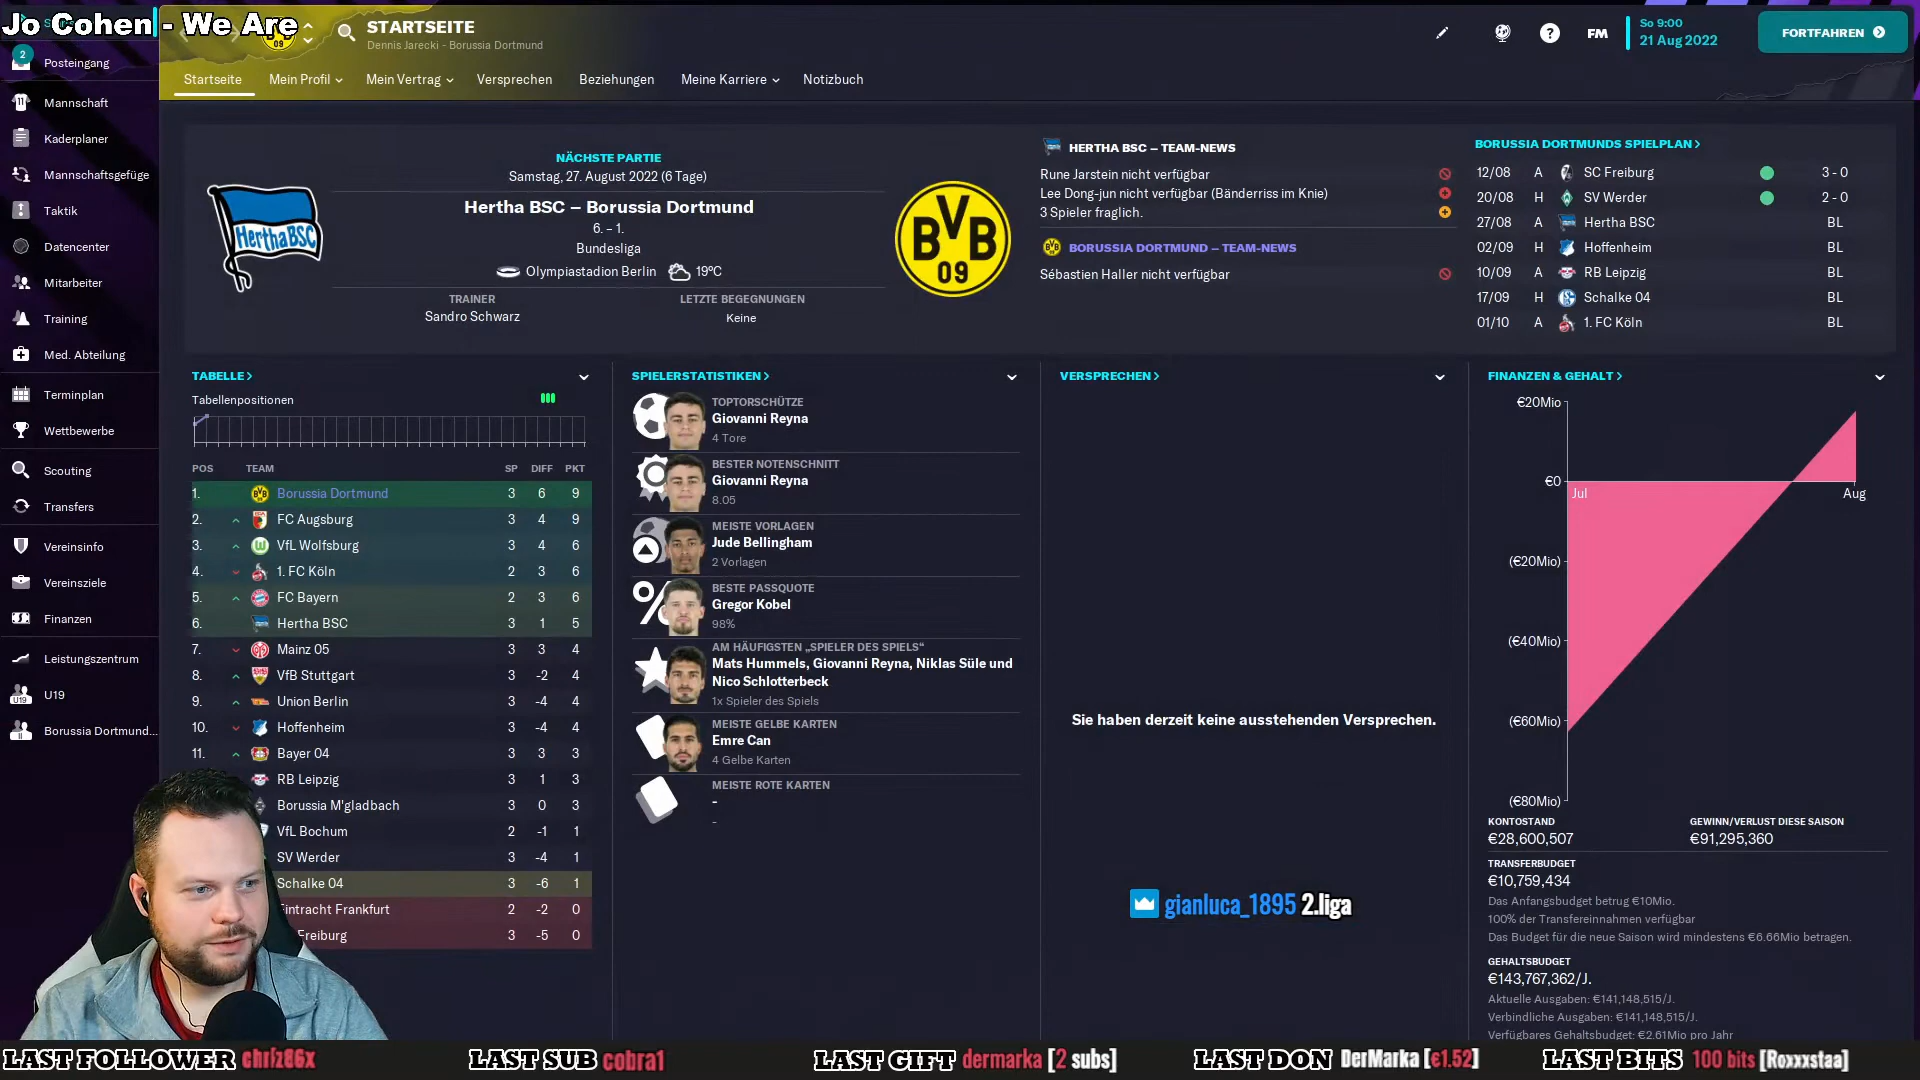 Jo Cohen - We Are
STARTSEITE
Dennis Jarecki - Borussia Dortmund
FM
So 9:00
21 Aug 2022
FORTFAHREN
Startseite
Mein Profil
Mein Vertrag
Versprechen
Beziehungen
Meine Karriere
Notizbuch
2
Posteingang
Mannschaft
Kaderplaner
Mannschaftsgefüge
Taktik
Datencenter
Mitarbeiter
Training
Med. Abteilung
Terminplan
Wettbewerbe
Scouting
Transfers
Vereinsinfo
Vereinsziele
Finanzen
Leistungszentrum
U19
Borussia Dortmund...
NÄCHSTE PARTIE
Samstag, 27. August 2022 (6 Tage)
Hertha BSC – Borussia Dortmund
6. – 1.
Bundesliga
Olympiastadion Berlin 19°C
TRAINER
Sandro Schwarz
LETZTE BEGEGNUNGEN
Keine
Hertha BSC
BVB 09
HERTHA BSC – TEAM-NEWS
Rune Jarstein nicht verfügbar
Lee Dong-jun nicht verfügbar (Bänderriss im Knie)
3 Spieler fraglich.
BORUSSIA DORTMUND – TEAM-NEWS
Sébastien Haller nicht verfügbar
BORUSSIA DORTMUNDS SPIELPLAN
12/08 A SC Freiburg 3 - 0
20/08 H SV Werder 2 - 0
27/08 A Hertha BSC BL
02/09 H Hoffenheim BL
10/09 A RB Leipzig BL
17/09 H Schalke 04 BL
01/10 A 1. FC Köln BL
TABELLE
Tabellenpositionen
POS TEAM SP DIFF PKT
1. Borussia Dortmund 3 6 9
2. FC Augsburg 3 4 9
3. VfL Wolfsburg 3 4 6
4. 1. FC Köln 2 3 6
5. FC Bayern 2 3 6
6. Hertha BSC 3 1 5
7. Mainz 05 3 3 4
8. VfB Stuttgart 3 -2 4
9. Union Berlin 3 -4 4
10. Hoffenheim 3 -4 4
11. Bayer 04 3 3 3
RB Leipzig 3 1 3
Borussia M'gladbach 3 0 3
VfL Bochum 2 -1 1
SV Werder 3 -4 1
Schalke 04 3 -6 1
Eintracht Frankfurt 2 -2 0
Freiburg 3 -5 0
SPIELERSTATISTIKEN
TOPTORSCHÜTZE
Giovanni Reyna
4 Tore
BESTER NOTENSCHNITT
Giovanni Reyna
8.05
MEISTE VORLAGEN
Jude Bellingham
2 Vorlagen
BESTE PASSQUOTE
Gregor Kobel
98%
AM HÄUFIGSTEN „SPIELER DES SPIELS“
Mats Hummels, Giovanni Reyna, Niklas Süle und
Nico Schlotterbeck
1x Spieler des Spiels
MEISTE GELBE KARTEN
Emre Can
4 Gelbe Karten
MEISTE ROTE KARTEN
-
-
VERSPRECHEN
Sie haben derzeit keine ausstehenden Versprechen.
gianluca_1895 2.liga
FINANZEN & GEHALT
€20Mio
€0
Jul
Aug
(€20Mio)
(€40Mio)
(€60Mio)
(€80Mio)
KONTOSTAND
€28,600,507
GEWINN/VERLUST DIESE SAISON
€91,295,360
TRANSFERBUDGET
€10,759,434
Das Anfangsbudget betrug €10Mio.
100% der Transfereinnahmen verfügbar
Das Budget für die neue Saison wird mindestens €6.66Mio betragen.
GEHALTSBUDGET
€143,767,362/J.
Aktuelle Ausgaben: €141,148,515/J.
Verbindliche Ausgaben: €141,148,515/J.
Verfügbares Gehaltsbudget: €2.61Mio pro Jahr
LAST FOLLOWER chriz86x
LAST SUB cobra1
LAST GIFT dermarka [2 subs]
LAST DON DerMarka [€1.52]
LAST BITS 100 bits [Roxxxstaa]